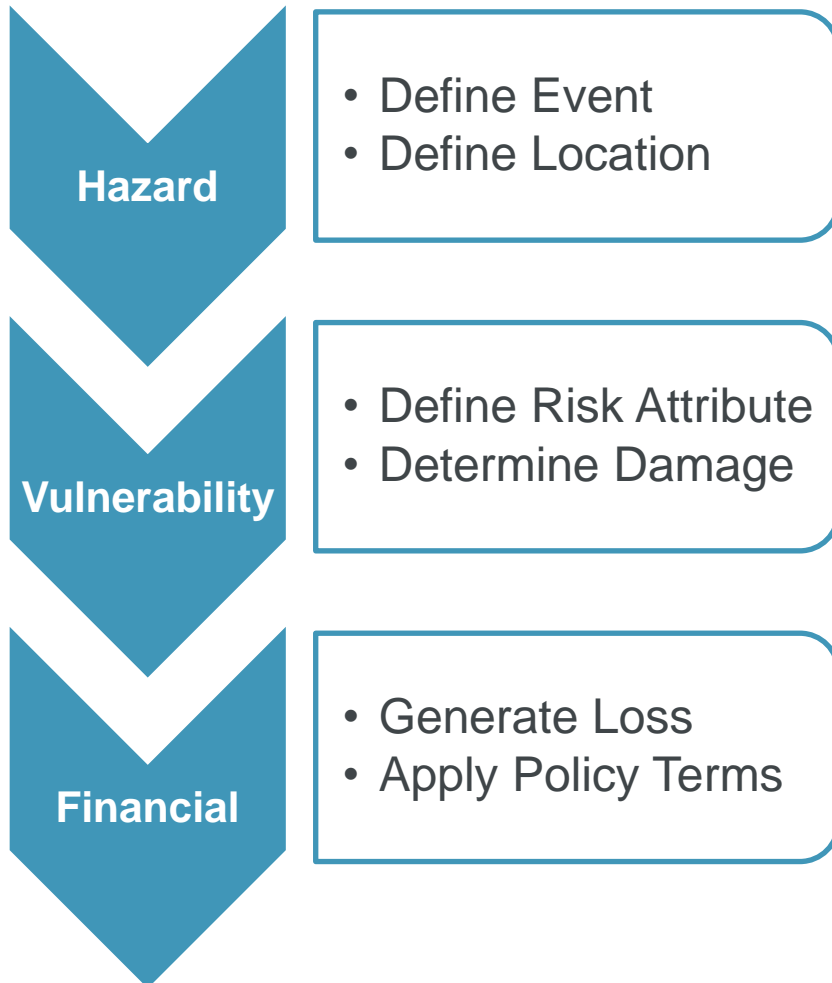 Hazard
• Define Event
• Define Location
Vulnerability
• Define Risk Attribute
• Determine Damage
Financial
• Generate Loss
• Apply Policy Terms